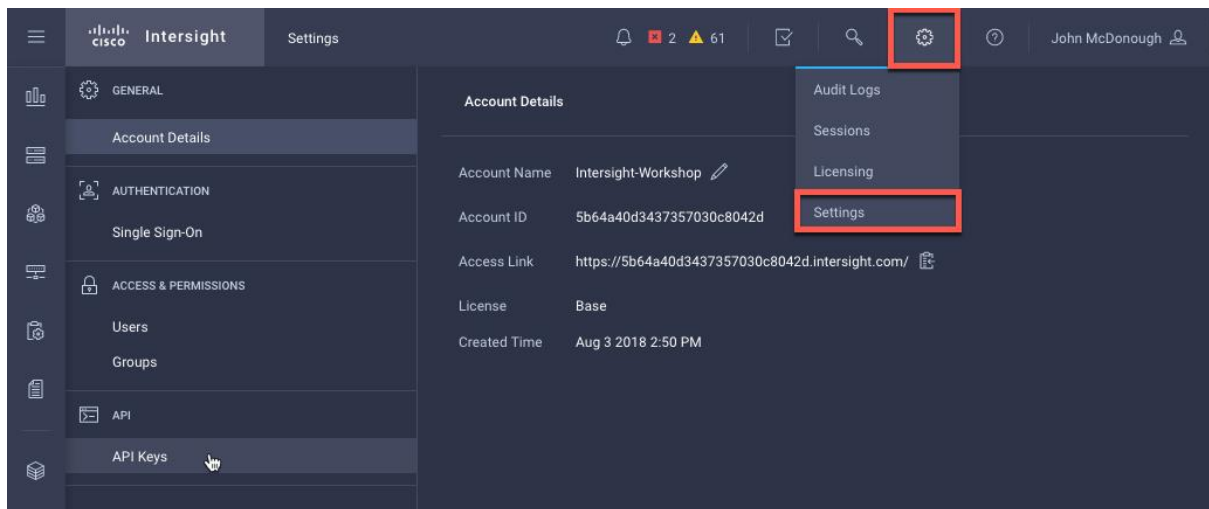 cisco Intersight Settings 2 61 John McDonough
GENERAL
Account Details
AUTHENTICATION
Single Sign-On
ACCESS & PERMISSIONS
Users
Groups
API
API Keys
Account Details
Account Name Intersight-Workshop
Account ID 5b64a40d3437357030c8042d
Access Link https://5b64a40d3437357030c8042d.intersight.com/
License Base
Created Time Aug 3 2018 2:50 PM
Audit Logs
Sessions
Licensing
Settings